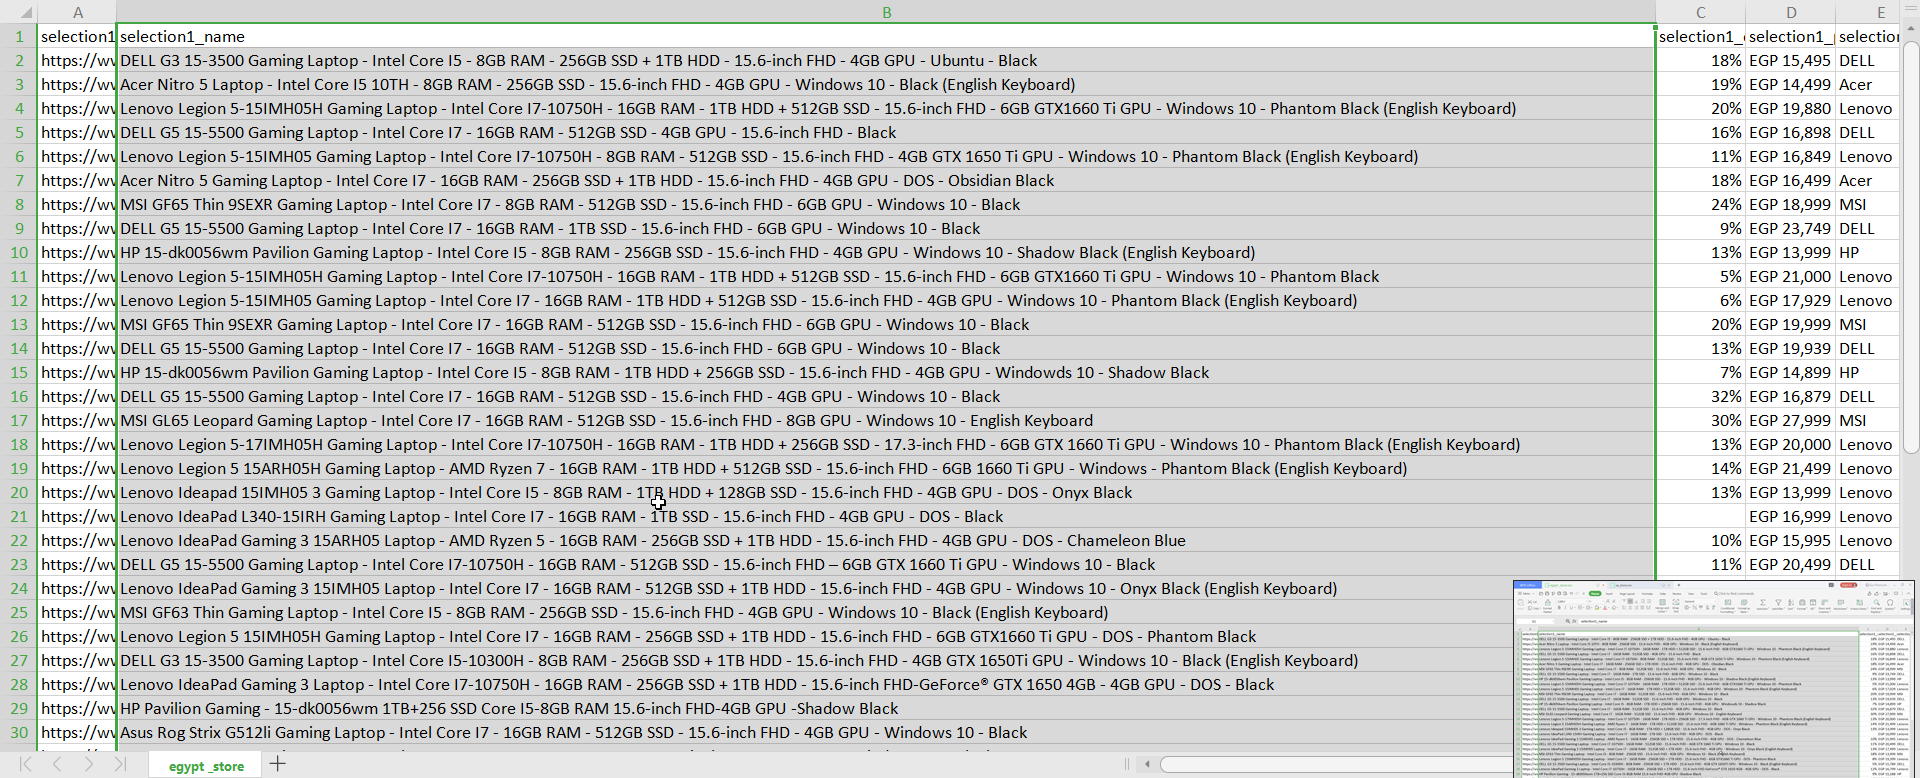 A B C D E
1 selection1 selection1_name selection1_ selection1_ selection
2 https://w DELL G3 15-3500 Gaming Laptop - Intel Core I5 - 8GB RAM - 256GB SSD + 1TB HDD - 15.6-inch FHD - 4GB GPU - Ubuntu - Black 18% EGP 15,495 DELL
3 https://w Acer Nitro 5 Laptop - Intel Core I5 10TH - 8GB RAM - 256GB SSD - 15.6-inch FHD - 4GB GPU - Windows 10 - Black (English Keyboard) 19% EGP 14,499 Acer
4 https://w Lenovo Legion 5-15IMH05H Gaming Laptop - Intel Core I7-10750H - 16GB RAM - 1TB HDD + 512GB SSD - 15.6-inch FHD - 6GB GTX1660 Ti GPU - Windows 10 - Phantom Black (English Keyboard) 20% EGP 19,880 Lenovo
5 https://w DELL G5 15-5500 Gaming Laptop - Intel Core I7 - 16GB RAM - 512GB SSD - 4GB GPU - 15.6-inch FHD - Black 16% EGP 16,898 DELL
6 https://w Lenovo Legion 5-15IMH05 Gaming Laptop - Intel Core I7-10750H - 8GB RAM - 512GB SSD - 15.6-inch FHD - 4GB GTX 1650 Ti GPU - Windows 10 - Phantom Black (English Keyboard) 11% EGP 16,849 Lenovo
7 https://w Acer Nitro 5 Gaming Laptop - Intel Core I7 - 16GB RAM - 256GB SSD + 1TB HDD - 15.6-inch FHD - 4GB GPU - DOS - Obsidian Black 18% EGP 16,499 Acer
8 https://w MSI GF65 Thin 9SEXR Gaming Laptop - Intel Core I7 - 8GB RAM - 512GB SSD - 15.6-inch FHD - 6GB GPU - Windows 10 - Black 24% EGP 18,999 MSI
9 https://w DELL G5 15-5500 Gaming Laptop - Intel Core I7 - 16GB RAM - 1TB SSD - 15.6-inch FHD - 6GB GPU - Windows 10 - Black 9% EGP 23,749 DELL
10 https://w HP 15-dk0056wm Pavilion Gaming Laptop - Intel Core I5 - 8GB RAM - 256GB SSD - 15.6-inch FHD - 4GB GPU - Windows 10 - Shadow Black (English Keyboard) 13% EGP 13,999 HP
11 https://w Lenovo Legion 5-15IMH05H Gaming Laptop - Intel Core I7-10750H - 16GB RAM - 1TB HDD + 512GB SSD - 15.6-inch FHD - 6GB GTX1660 Ti GPU - Windows 10 - Phantom Black 5% EGP 21,000 Lenovo
12 https://w Lenovo Legion 5-15IMH05 Gaming Laptop - Intel Core I7 - 16GB RAM - 1TB HDD + 512GB SSD - 15.6-inch FHD - 4GB GPU - Windows 10 - Phantom Black (English Keyboard) 6% EGP 17,929 Lenovo
13 https://w MSI GF65 Thin 9SEXR Gaming Laptop - Intel Core I7 - 16GB RAM - 512GB SSD - 15.6-inch FHD - 6GB GPU - Windows 10 - Black 20% EGP 19,999 MSI
14 https://w DELL G5 15-5500 Gaming Laptop - Intel Core I7 - 16GB RAM - 512GB SSD - 15.6-inch FHD - 6GB GPU - Windows 10 - Black 13% EGP 19,939 DELL
15 https://w HP 15-dk0056wm Pavilion Gaming Laptop - Intel Core I5 - 8GB RAM - 1TB HDD + 256GB SSD - 15.6-inch FHD - 4GB GPU - Windowds 10 - Shadow Black 7% EGP 14,899 HP
16 https://w DELL G5 15-5500 Gaming Laptop - Intel Core I7 - 16GB RAM - 512GB SSD - 15.6-inch FHD - 4GB GPU - Windows 10 - Black 32% EGP 16,879 DELL
17 https://w MSI GL65 Leopard Gaming Laptop - Intel Core I7 - 16GB RAM - 512GB SSD - 15.6-inch FHD - 8GB GPU - Windows 10 - English Keyboard 30% EGP 27,999 MSI
18 https://w Lenovo Legion 5-17IMH05H Gaming Laptop - Intel Core I7-10750H - 16GB RAM - 1TB HDD + 256GB SSD - 17.3-inch FHD - 6GB GTX 1660 Ti GPU - Windows 10 - Phantom Black (English Keyboard) 13% EGP 20,000 Lenovo
19 https://w Lenovo Legion 5 15ARH05H Gaming Laptop - AMD Ryzen 7 - 16GB RAM - 1TB HDD + 512GB SSD - 15.6-inch FHD - 6GB 1660 Ti GPU - Windows - Phantom Black (English Keyboard) 14% EGP 21,499 Lenovo
20 https://w Lenovo Ideapad 15IMH05 3 Gaming Laptop - Intel Core I5 - 8GB RAM - 1TB HDD + 128GB SSD - 15.6-inch FHD - 4GB GPU - DOS - Onyx Black 13% EGP 13,999 Lenovo
21 https://w Lenovo IdeaPad L340-15IRH Gaming Laptop - Intel Core I7 - 16GB RAM - 1TB SSD - 15.6-inch FHD - 4GB GPU - DOS - Black EGP 16,999 Lenovo
22 https://w Lenovo IdeaPad Gaming 3 15ARH05 Laptop - AMD Ryzen 5 - 16GB RAM - 256GB SSD + 1TB HDD - 15.6-inch FHD - 4GB GPU - DOS - Chameleon Blue 10% EGP 15,995 Lenovo
23 https://w DELL G5 15-5500 Gaming Laptop - Intel Core I7-10750H - 16GB RAM - 512GB SSD - 15.6-inch FHD – 6GB GTX 1660 Ti GPU - Windows 10 - Black 11% EGP 20,499 DELL
24 https://w Lenovo IdeaPad Gaming 3 15IMH05 Laptop - Intel Core I7 - 16GB RAM - 512GB SSD + 1TB HDD - 15.6-inch FHD - 4GB GPU - Windows 10 - Onyx Black (English Keyboard)
25 https://w MSI GF63 Thin Gaming Laptop - Intel Core I5 - 8GB RAM - 256GB SSD - 15.6-inch FHD - 4GB GPU - Windows 10 - Black (English Keyboard)
26 https://w Lenovo Legion 5 15IMH05H Gaming Laptop - Intel Core I7 - 16GB RAM - 256GB SSD + 1TB HDD - 15.6-inch FHD - 6GB GTX1660 Ti GPU - DOS - Phantom Black
27 https://w DELL G3 15-3500 Gaming Laptop - Intel Core I5-10300H - 8GB RAM - 256GB SSD + 1TB HDD - 15.6-inch FHD - 4GB GTX 1650Ti GPU - Windows 10 - Black (English Keyboard)
28 https://w Lenovo IdeaPad Gaming 3 Laptop - Intel Core I7-10750H - 16GB RAM - 256GB SSD + 1TB HDD - 15.6-inch FHD-GeForce® GTX 1650 4GB - 4GB GPU - DOS - Black
29 https://w HP Pavilion Gaming - 15-dk0056wm 1TB+256 SSD Core I5-8GB RAM 15.6-inch FHD-4GB GPU -Shadow Black
30 https://w Asus Rog Strix G512li Gaming Laptop - Intel Core I7 - 16GB RAM - 512GB SSD - 15.6-inch FHD - 4GB GPU - Windows 10 - Black
egypt _store